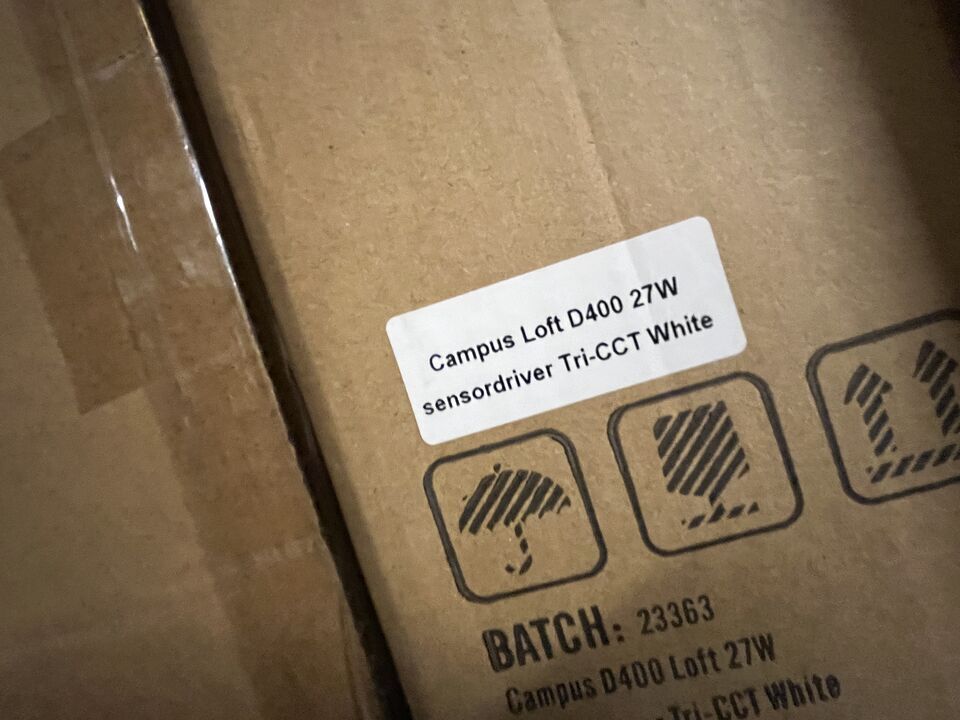 Campus Loft D400 27W
sensordriver Tri-CCT White
BATCH: 23363
Campus D400 Loft 27W
Tri-CCT White